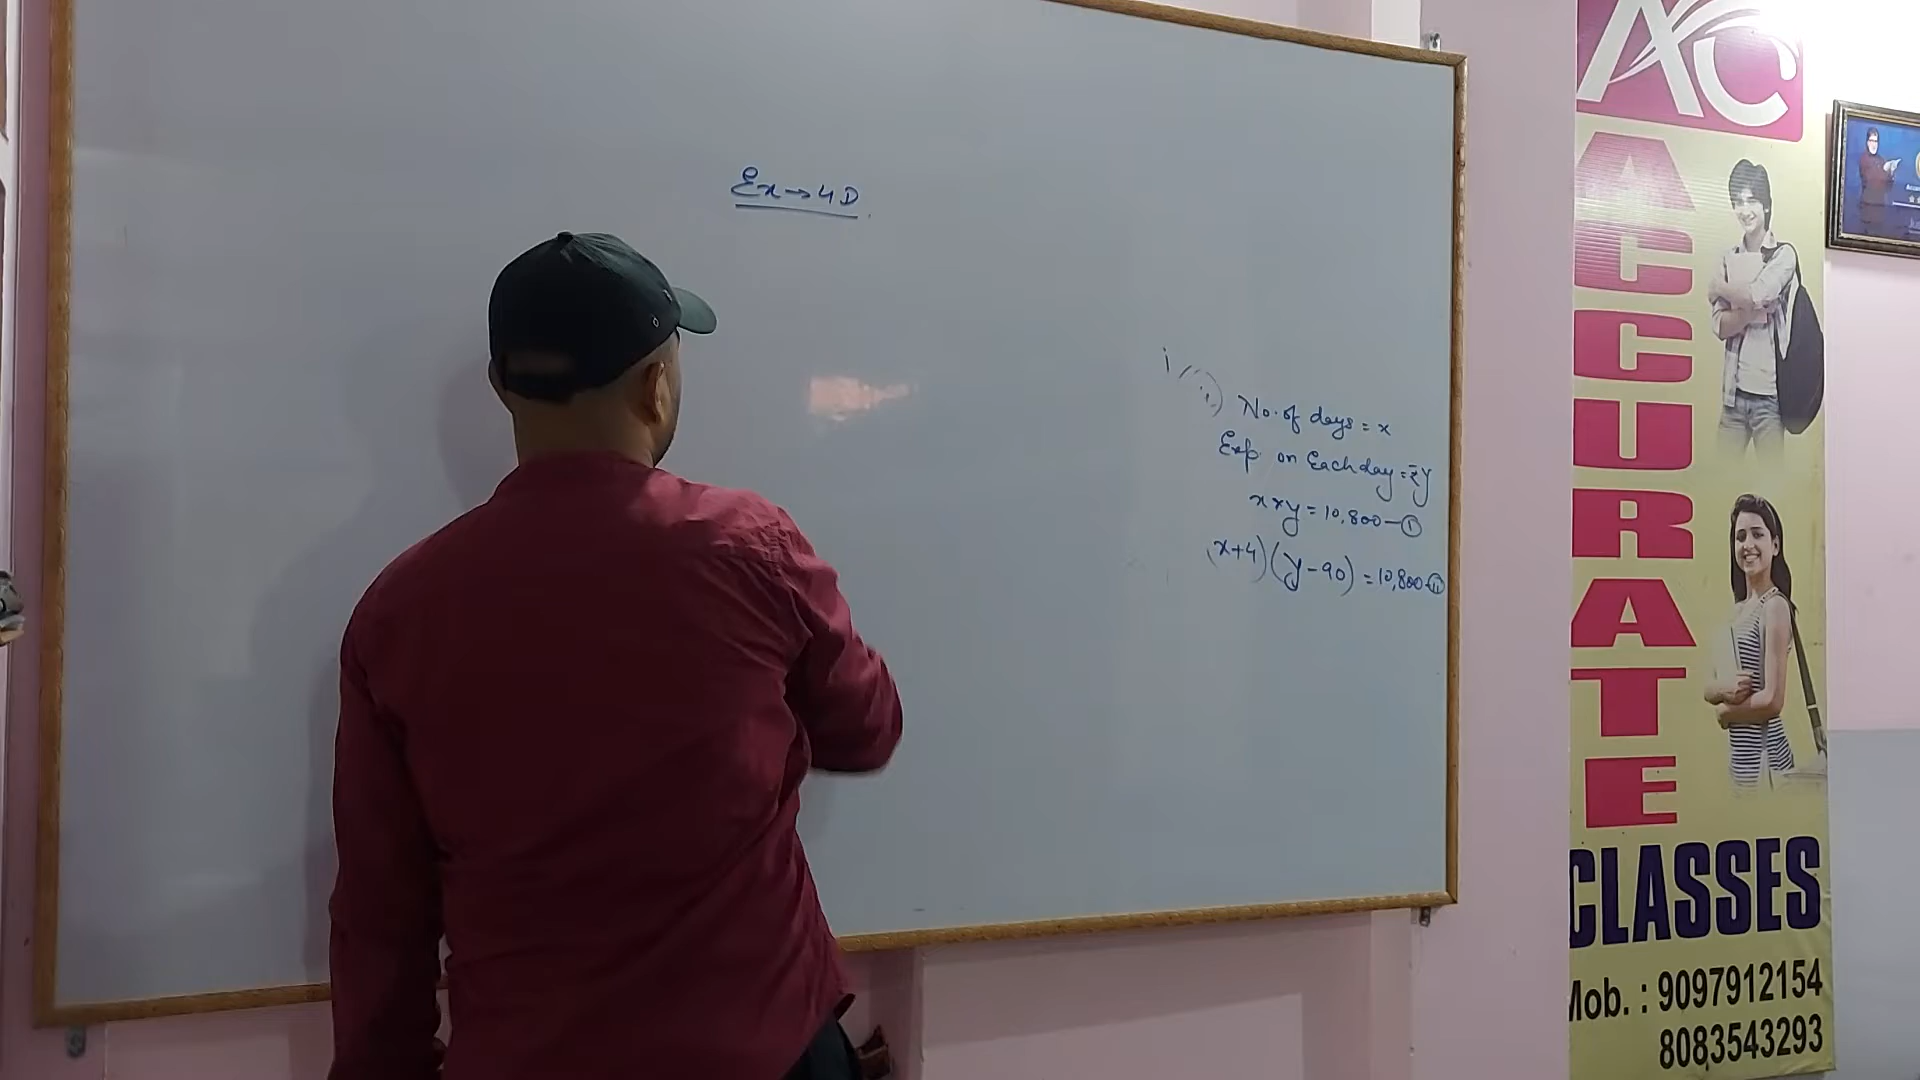 Ex→4D
i
i) No. of days = x
Exp on Each day = ₹y
x×y = 10,800—①
(x+4)(y-90) = 10,800—⑪
AC
ACCURATE
CLASSES
Mob. : 9097912154
8083543293